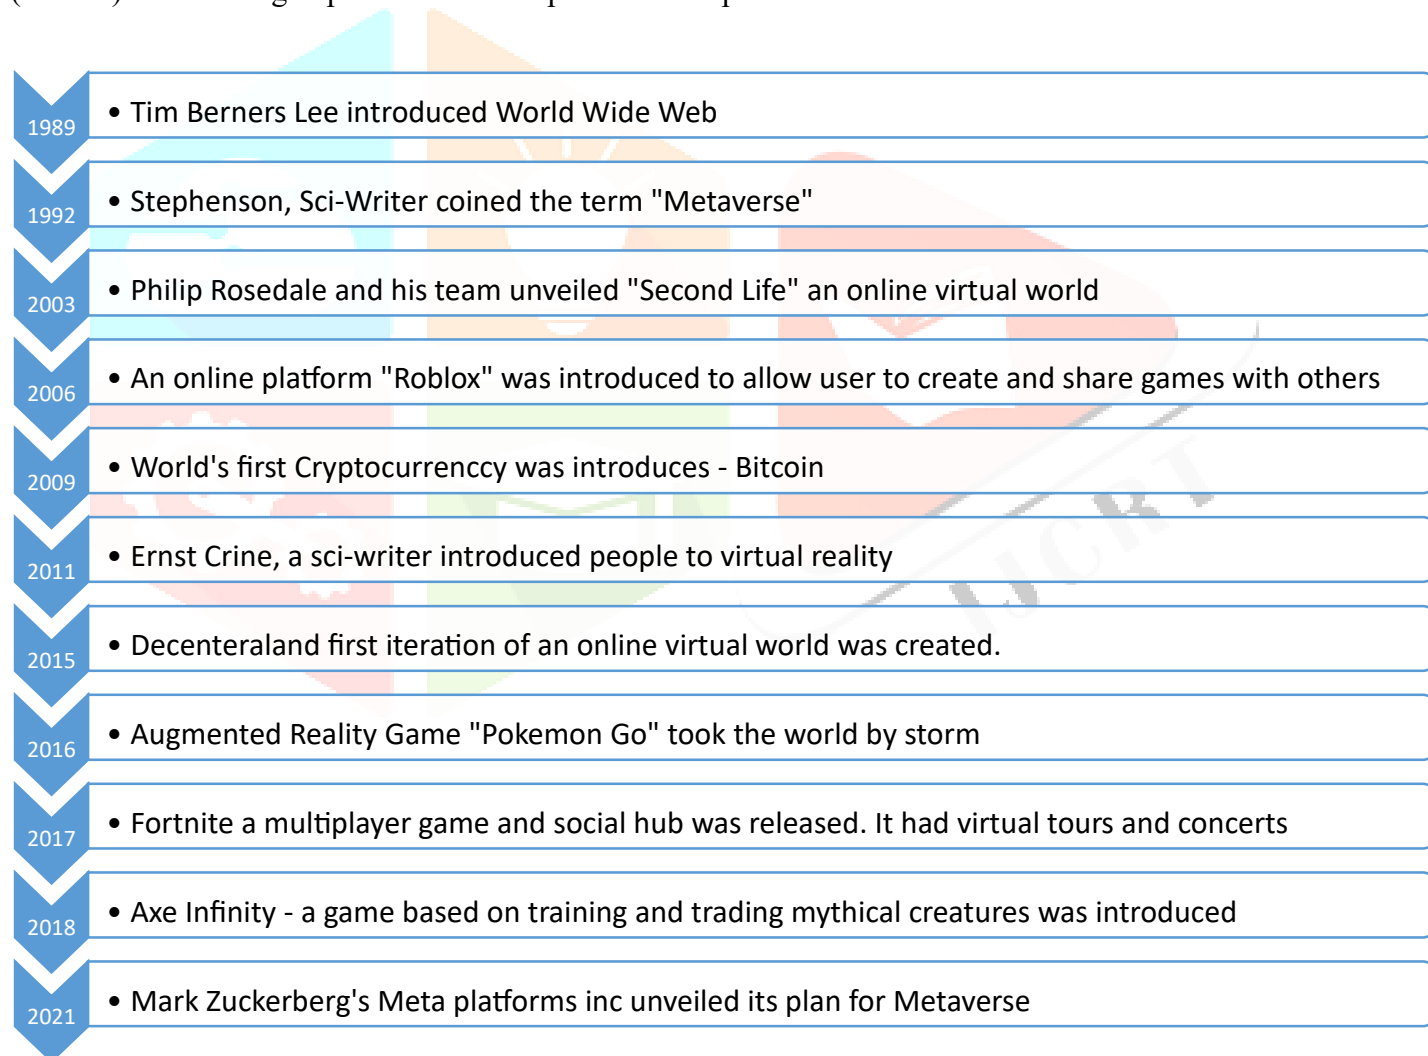 1989
• Tim Berners Lee introduced World Wide Web
1992
• Stephenson, Sci-Writer coined the term "Metaverse"
2003
• Philip Rosedale and his team unveiled "Second Life" an online virtual world
2006
• An online platform "Roblox" was introduced to allow user to create and share games with others
2009
• World's first Cryptocurrenccy was introduces - Bitcoin
2011
• Ernst Crine, a sci-writer introduced people to virtual reality
2015
• Decenteraland first iteration of an online virtual world was created.
2016
• Augmented Reality Game "Pokemon Go" took the world by storm
2017
• Fortnite a multiplayer game and social hub was released. It had virtual tours and concerts
2018
• Axe Infinity - a game based on training and trading mythical creatures was introduced
2021
• Mark Zuckerberg's Meta platforms inc unveiled its plan for Metaverse
IJCRT